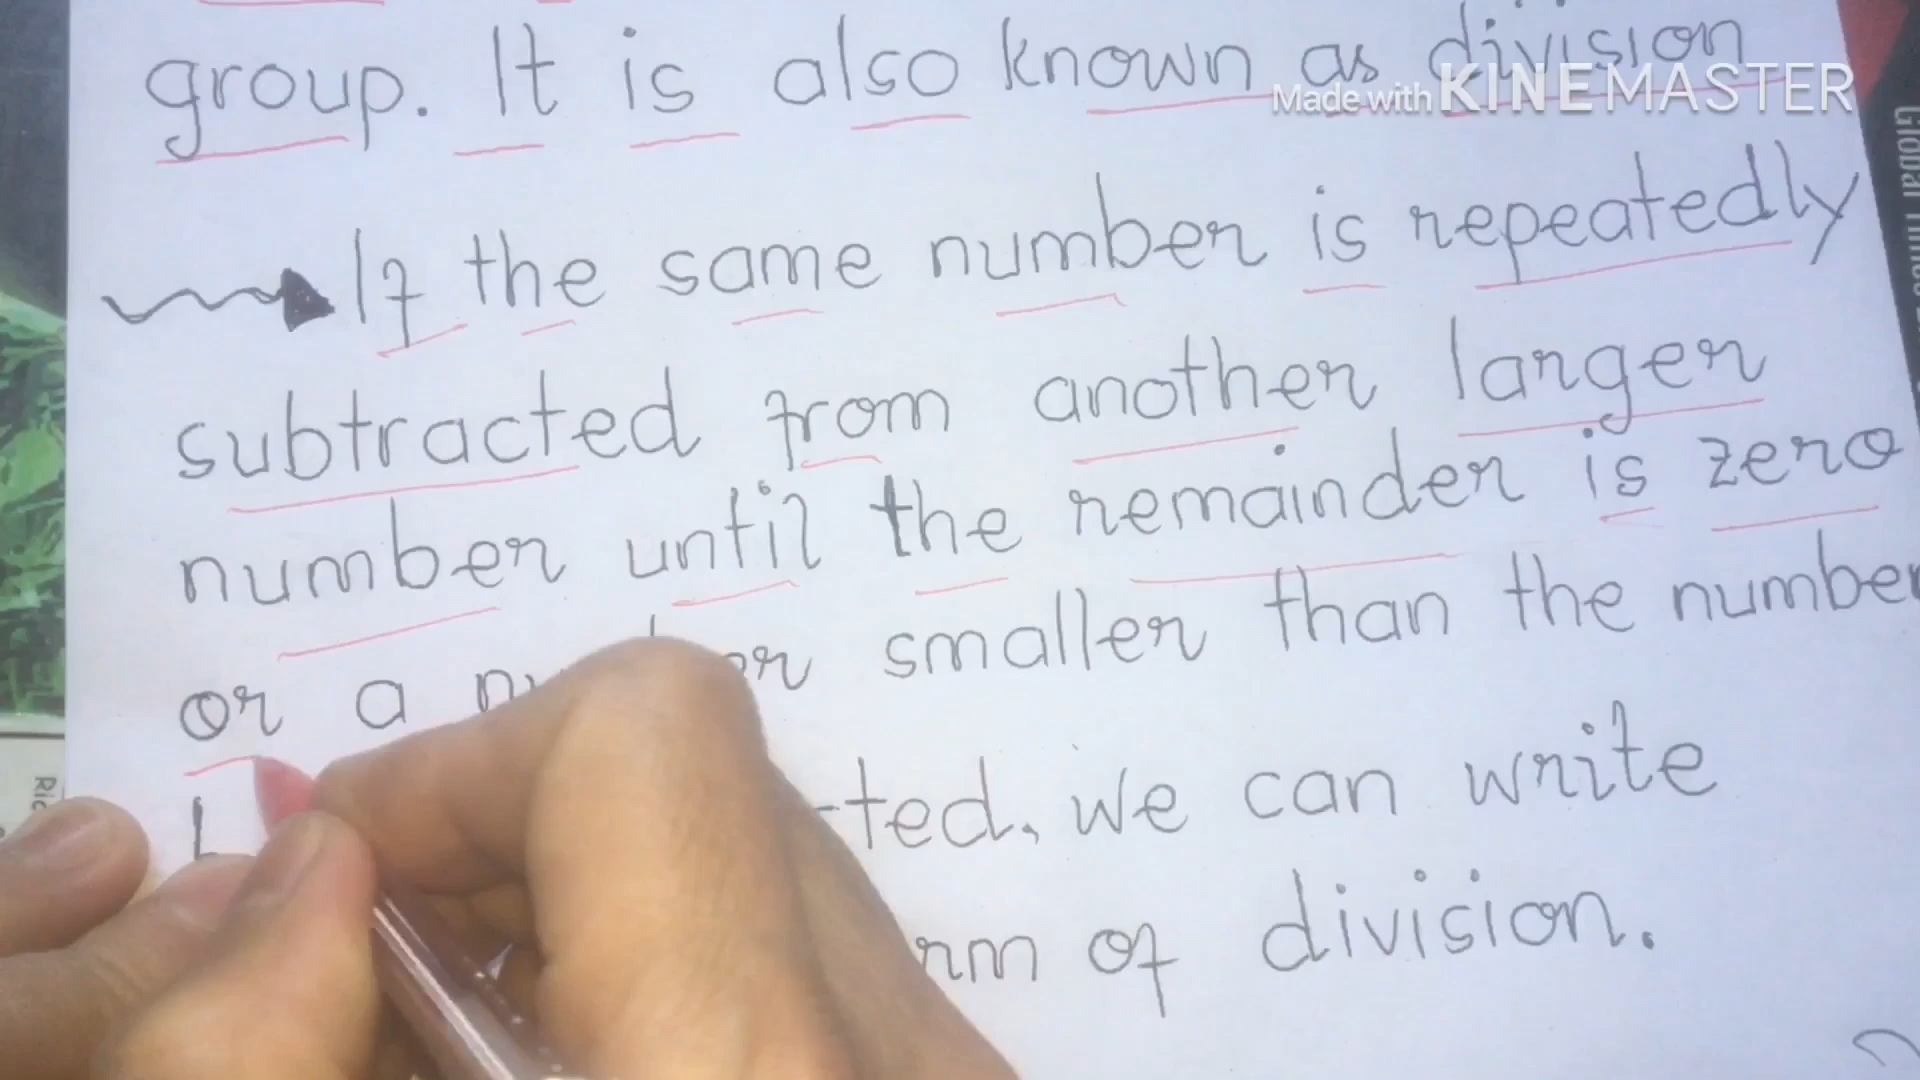 group. It is also known as division
Made with KINEMASTER
If the same number is repeatedly
subtracted from another larger
number until the remainder is zero
or a smaller than the number
we can write
of division.
Global